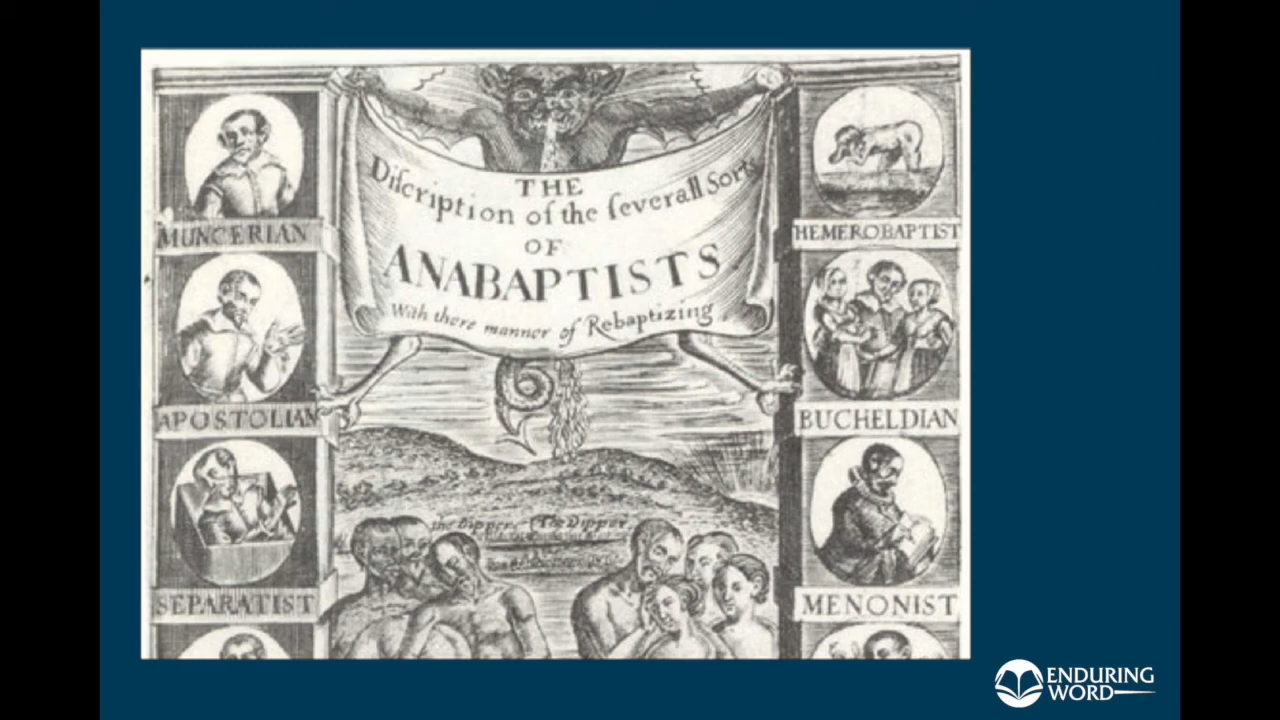 THE
Discription of the severall Sorts
OF
ANABAPTISTS
With there manner of Rebaptizing
MUNCERIAN
APOSTOLIAN
SEPARATIST
HEMEROBAPTIST
BUCHELDIAN
MENONIST
the Dipper
The Dipper
ENDURING
WORD